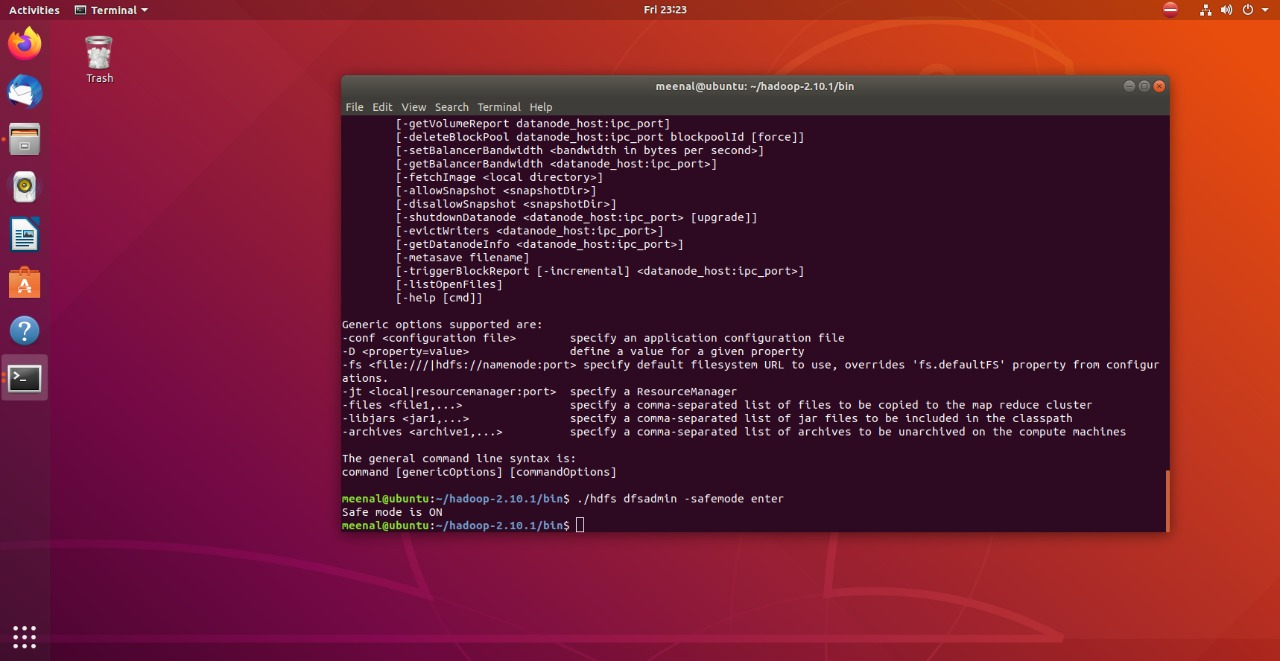 Activities
Terminal
Fri 23:23
Trash
meenal@ubuntu: ~/hadoop-2.10.1/bin
File Edit View Search Terminal Help
[-getVolumeReport datanode_host:ipc_port]
[-deleteBlockPool datanode_host:ipc_port blockpoolId [force]]
[-setBalancerBandwidth <bandwidth in bytes per second>]
[-getBalancerBandwidth <datanode_host:ipc_port>]
[-fetchImage <local directory>]
[-allowSnapshot <snapshotDir>]
[-disallowSnapshot <snapshotDir>]
[-shutdownDatanode <datanode_host:ipc_port> [upgrade]]
[-evictWriters <datanode_host:ipc_port>]
[-getDatanodeInfo <datanode_host:ipc_port>]
[-metasave filename]
[-triggerBlockReport [-incremental] <datanode_host:ipc_port>]
[-listOpenFiles]
[-help [cmd]]
Generic options supported are:
-conf <configuration file> specify an application configuration file
-D <property=value> define a value for a given property
-fs <file:///|hdfs://namenode:port> specify default filesystem URL to use, overrides 'fs.defaultFS' property from configur
ations.
-jt <local|resourcemanager:port> specify a ResourceManager
-files <file1,...> specify a comma-separated list of files to be copied to the map reduce cluster
-libjars <jar1,...> specify a comma-separated list of jar files to be included in the classpath
-archives <archive1,...> specify a comma-separated list of archives to be unarchived on the compute machines
The general command line syntax is:
command [genericOptions] [commandOptions]
meenal@ubuntu:~/hadoop-2.10.1/bin$ ./hdfs dfsadmin -safemode enter
Safe mode is ON
meenal@ubuntu:~/hadoop-2.10.1/bin$